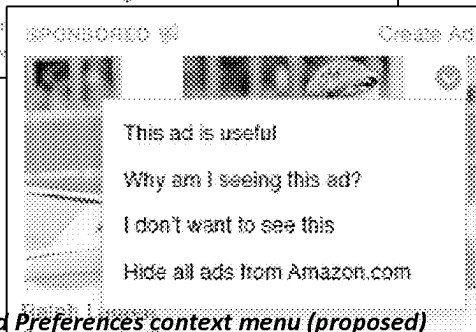 SPONSORED Create Ad
This ad is useful
Why am I seeing this ad?
I don't want to see this
Hide all ads from Amazon.com
Preferences context menu (proposed)